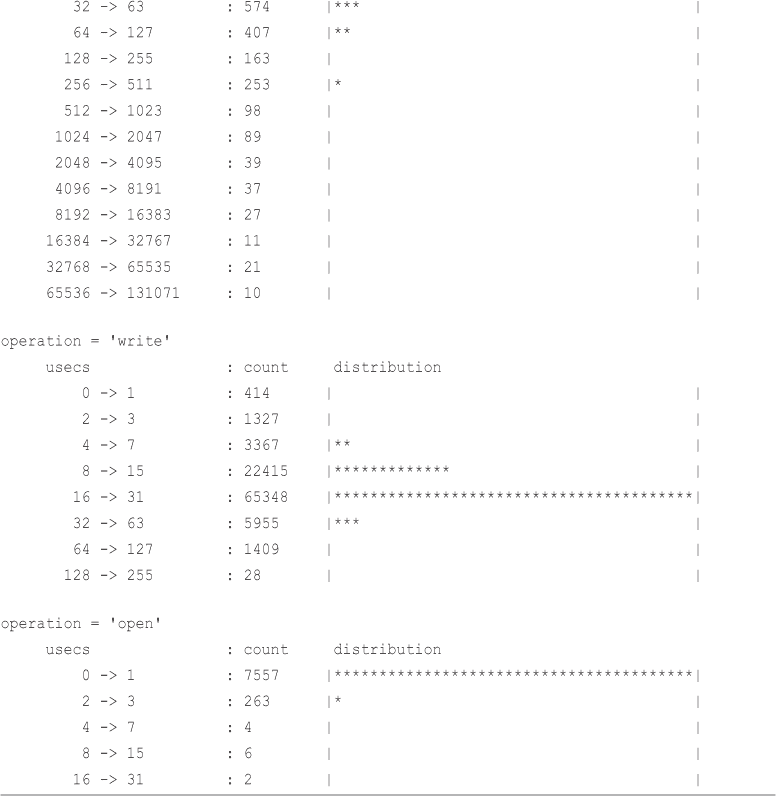 32 -> 63 : 574 |*** |
64 -> 127 : 407 |** |
128 -> 255 : 163 | |
256 -> 511 : 253 |* |
512 -> 1023 : 98 | |
1024 -> 2047 : 89 | |
2048 -> 4095 : 39 | |
4096 -> 8191 : 37 | |
8192 -> 16383 : 27 | |
16384 -> 32767 : 11 | |
32768 -> 65535 : 21 | |
65536 -> 131071 : 10 | |
operation = 'write'
usecs : count distribution
0 -> 1 : 414 | |
2 -> 3 : 1327 | |
4 -> 7 : 3367 |** |
8 -> 15 : 22415 |************* |
16 -> 31 : 65348 |****************************************|
32 -> 63 : 5955 |*** |
64 -> 127 : 1409 | |
128 -> 255 : 28 | |
operation = 'open'
usecs : count distribution
0 -> 1 : 7557 |****************************************|
2 -> 3 : 263 |* |
4 -> 7 : 4 | |
8 -> 15 : 6 | |
16 -> 31 : 2 | |